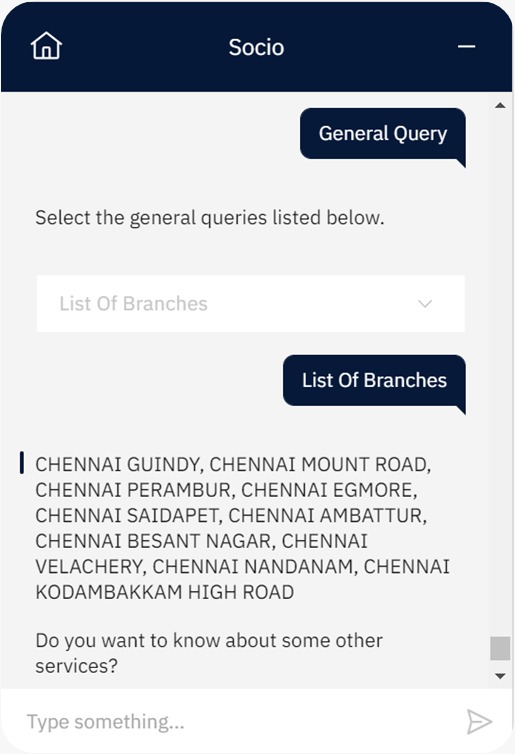 Socio
General Query
Select the general queries listed below.
List Of Branches
List Of Branches
CHENNAI GUINDY, CHENNAI MOUNT ROAD,
CHENNAI PERAMBUR, CHENNAI EGMORE,
CHENNAI SAIDAPET, CHENNAI AMBATTUR,
CHENNAI BESANT NAGAR, CHENNAI
VELACHERY, CHENNAI NANDANAM, CHENNAI
KODAMBAKKAM HIGH ROAD
Do you want to know about some other
services?
Type something...